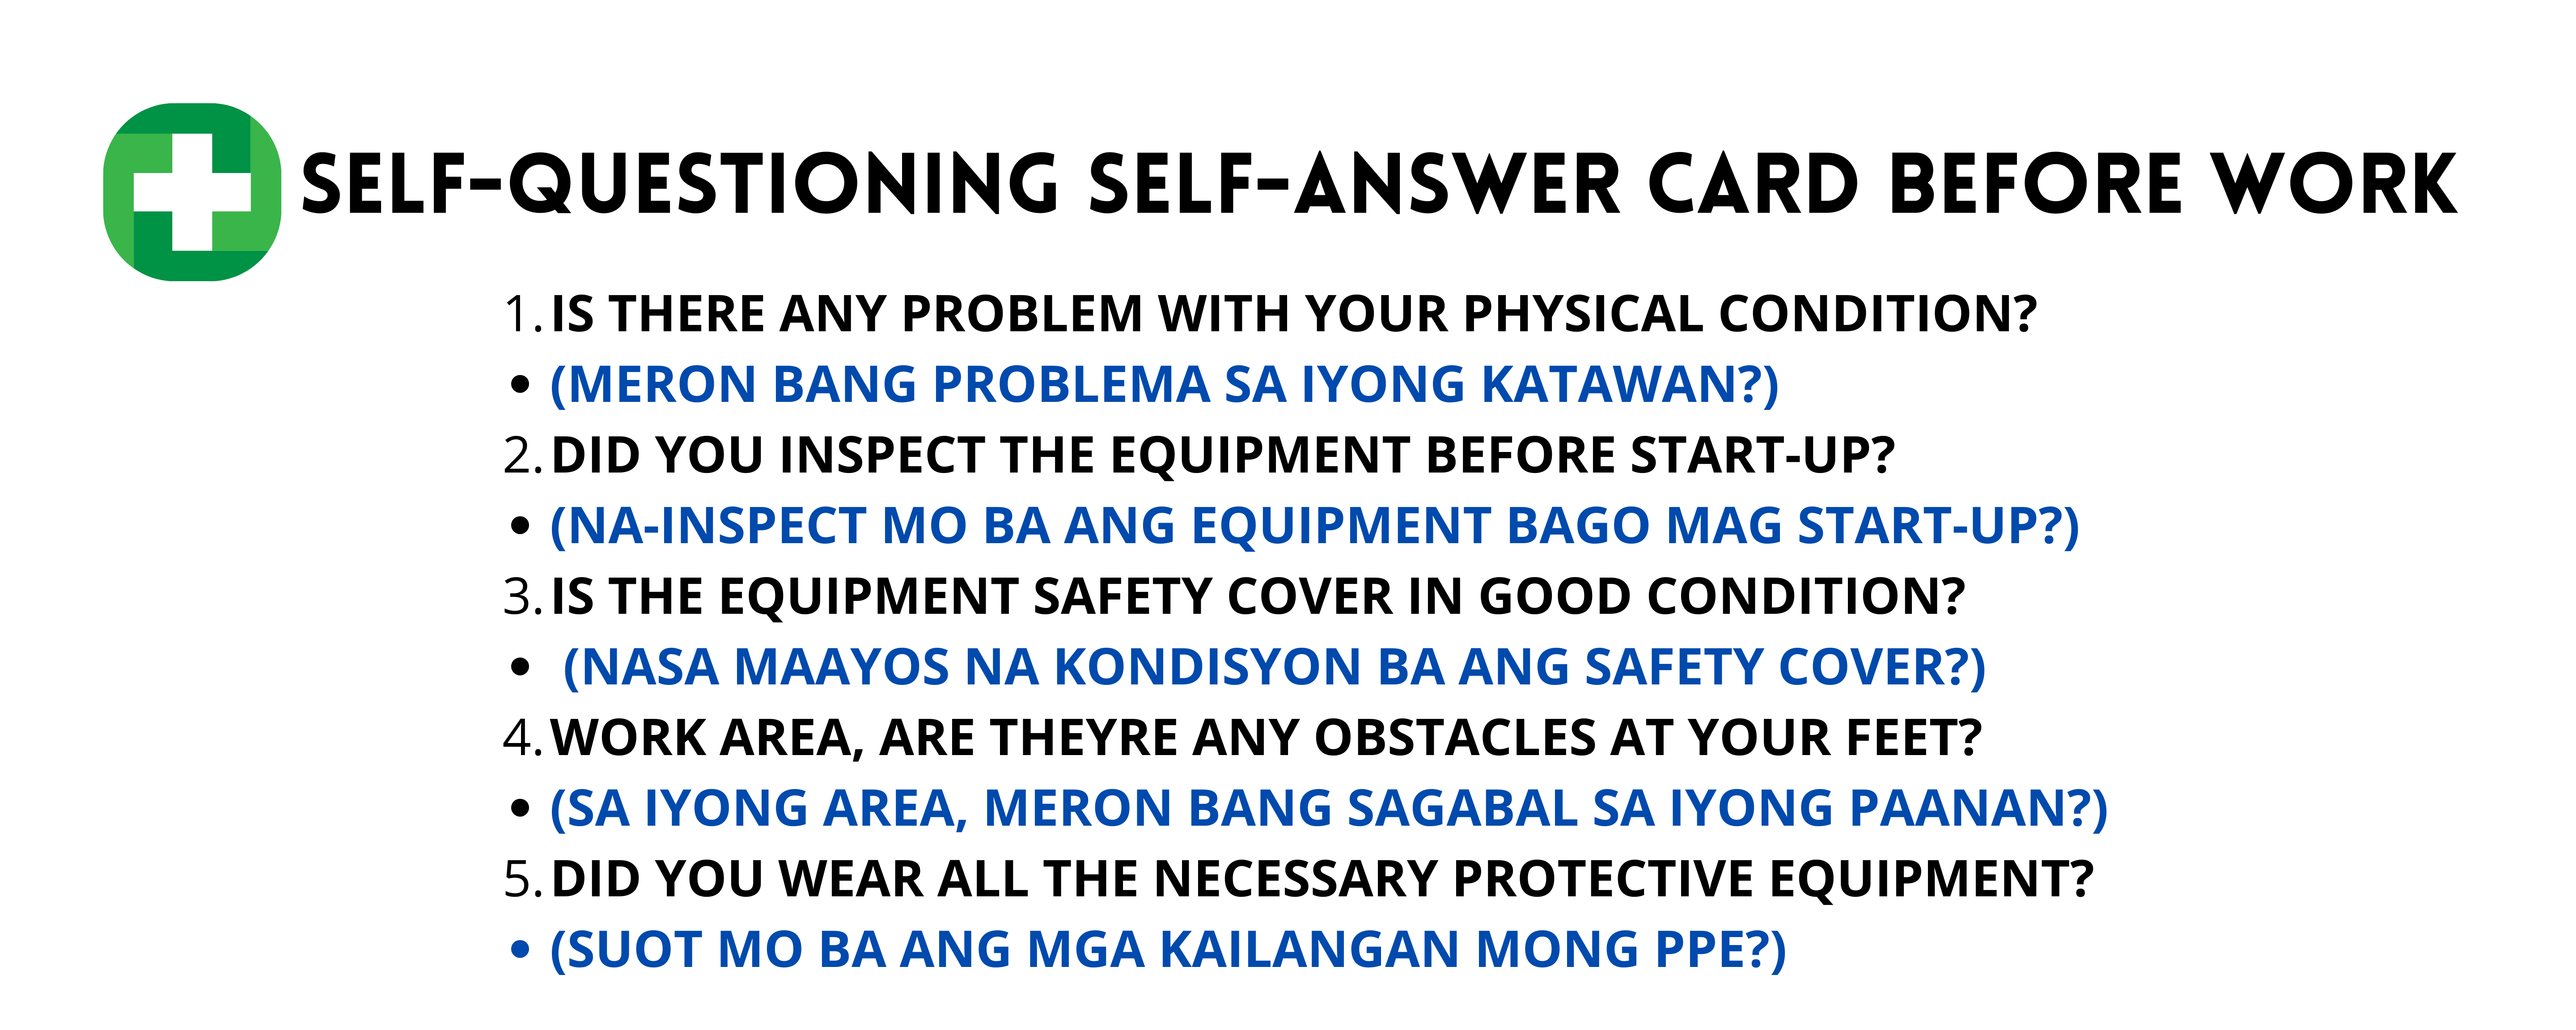 SELF-QUESTIONING SELF-ANSWER CARD BEFORE WORK
1. IS THERE ANY PROBLEM WITH YOUR PHYSICAL CONDITION?
• (MERON BANG PROBLEMA SA IYONG KATAWAN?)
2. DID YOU INSPECT THE EQUIPMENT BEFORE START-UP?
• (NA-INSPECT MO BA ANG EQUIPMENT BAGO MAG START-UP?)
3. IS THE EQUIPMENT SAFETY COVER IN GOOD CONDITION?
• (NASA MAAYOS NA KONDISYON BA ANG SAFETY COVER?)
4. WORK AREA, ARE THEYRE ANY OBSTACLES AT YOUR FEET?
• (SA IYONG AREA, MERON BANG SAGABAL SA IYONG PAANAN?)
5. DID YOU WEAR ALL THE NECESSARY PROTECTIVE EQUIPMENT?
• (SUOT MO BA ANG MGA KAILANGAN MONG PPE?)